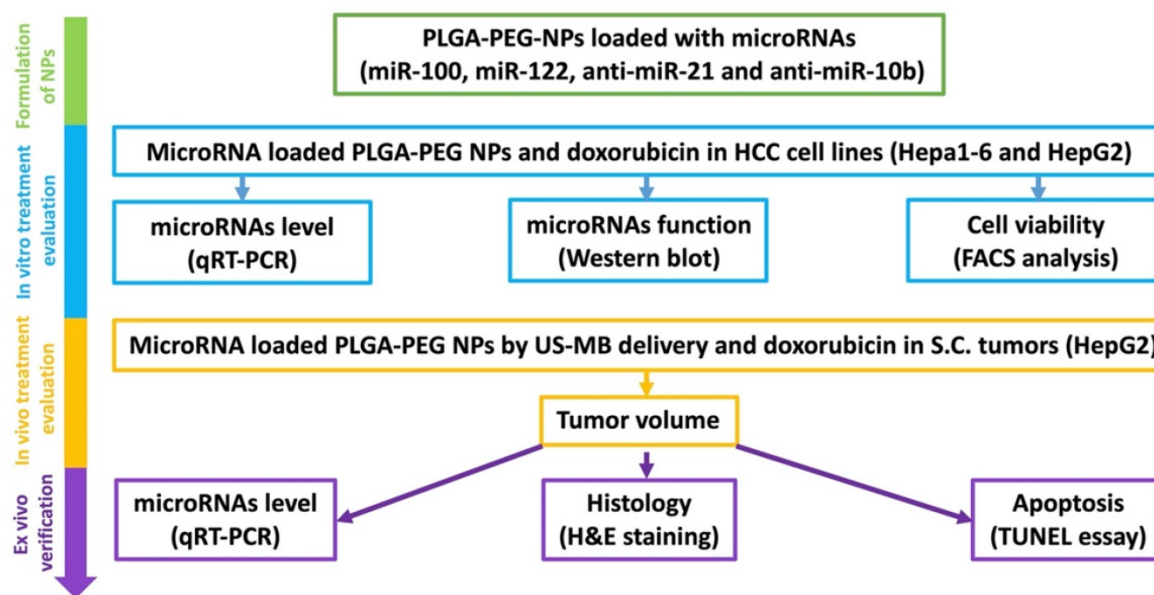 Formulation
of NPs
PLGA-PEG-NPs loaded with microRNAs
(miR-100, miR-122, anti-miR-21 and anti-miR-10b)
In vitro treatment
evaluation
MicroRNA loaded PLGA-PEG NPs and doxorubicin in HCC cell lines (Hepa1-6 and HepG2)
microRNAs level
(qRT-PCR)
microRNAs function
(Western blot)
Cell viability
(FACS analysis)
In vivo treatment
evaluation
MicroRNA loaded PLGA-PEG NPs by US-MB delivery and doxorubicin in S.C. tumors (HepG2)
Tumor volume
Ex vivo
verification
microRNAs level
(qRT-PCR)
Histology
(H&E staining)
Apoptosis
(TUNEL essay)